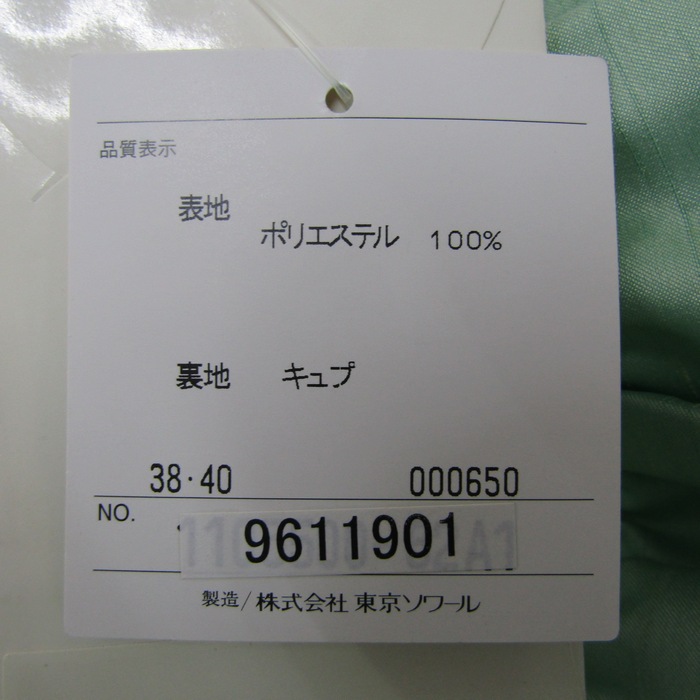 品質表示
表地
ポリエステル 100%
裏地 キュプ
38·40 000650
NO. 9611901
製造/株式会社 東京ソワール